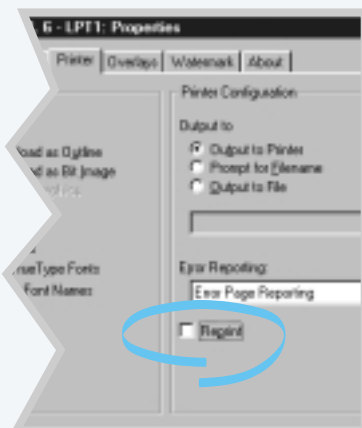 6 - LPT1: Properties
Printer Overlays Watermark About
Printer Configuration
Output to
Output to Printer
Prompt for Filename
Output to File
oad as Outline
d as Bit Image
rueType Fonts
Font Names
Error Reporting:
Error Page Reporting
Reprint